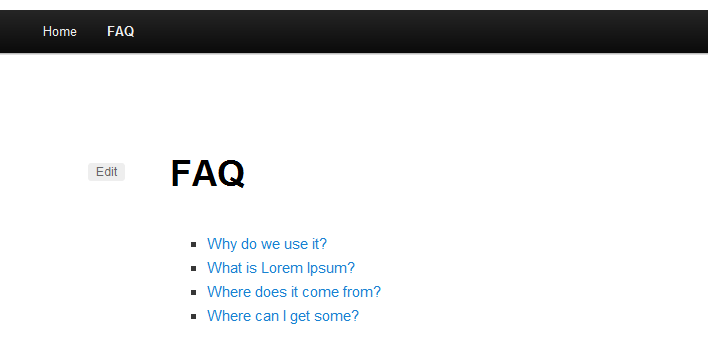 Home FAQ
Edit
FAQ
Why do we use it?
What is Lorem Ipsum?
Where does it come from?
Where can I get some?